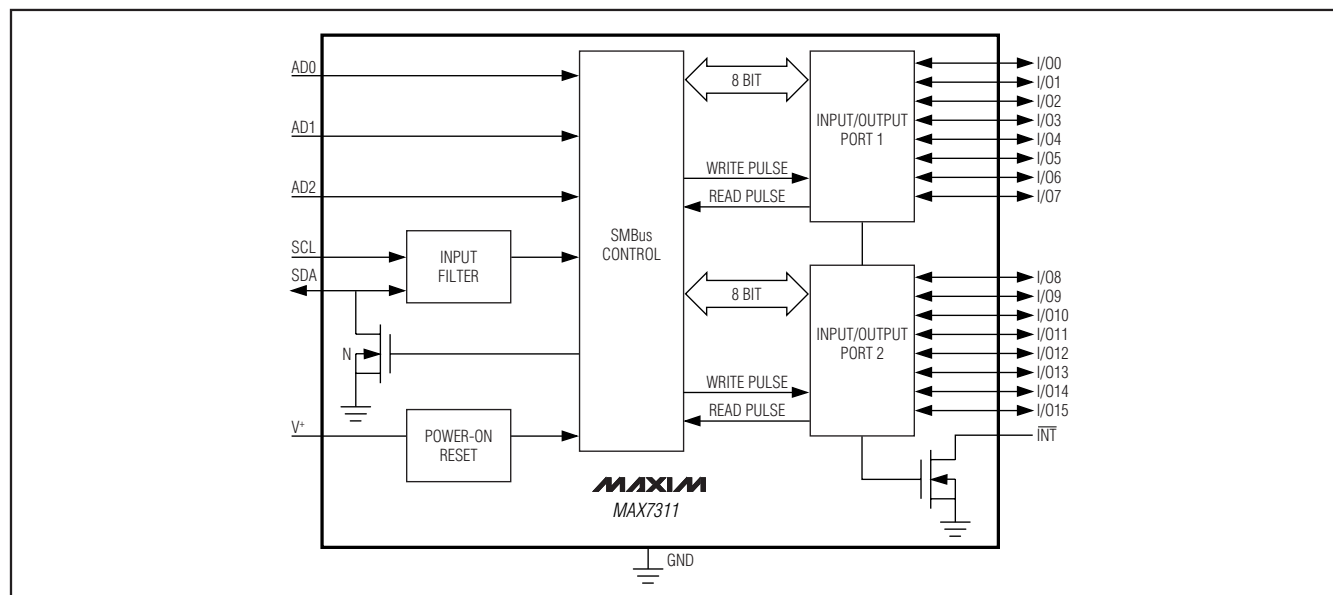 AD0
AD1
AD2
SCL
SDA
N
V+
INPUT
FILTER
POWER-ON
RESET
SMBus
CONTROL
8 BIT
WRITE PULSE
READ PULSE
8 BIT
WRITE PULSE
READ PULSE
INPUT/OUTPUT
PORT 1
INPUT/OUTPUT
PORT 2
I/O0
I/O1
I/O2
I/O3
I/O4
I/O5
I/O6
I/O7
I/O8
I/O9
I/O10
I/O11
I/O12
I/O13
I/O14
I/O15
INT
MAXIM
MAX7311
GND